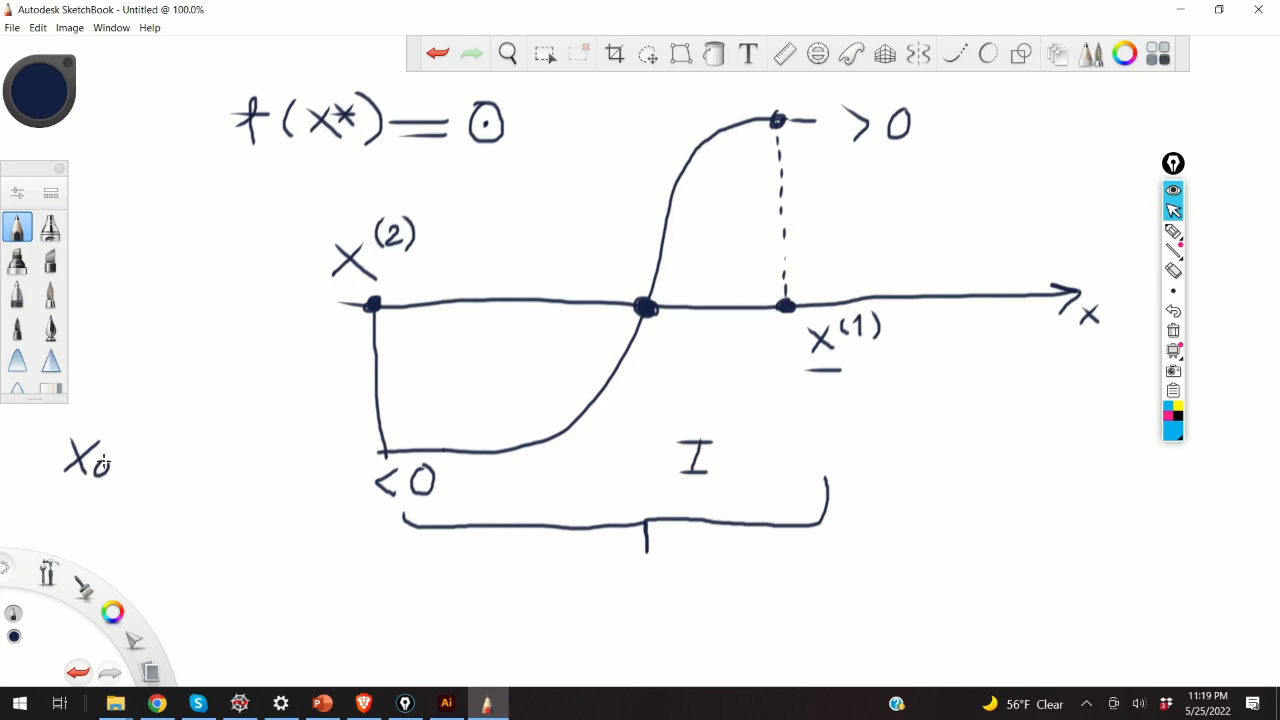 Autodesk SketchBook - Untitled @ 100.0%
File Edit Image Window Help
f(x*) = 0
> 0
x^(2)
x
x^(1)
I
x₀
< 0
56°F Clear
11:19 PM
5/25/2022